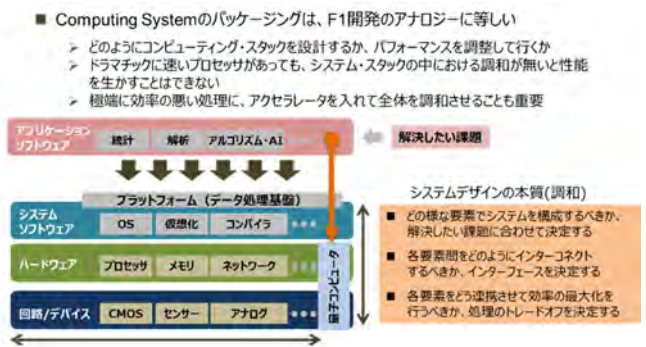 ■ Computing Systemのパッケージングは、F1開発のアナロジーに等しい
➢ どのようにコンピューティング・スタックを設計するか、パフォーマンスを調整して行くか
➢ ドラマチックに速いプロセッサがあっても、システム・スタックの中における調和が無いと性能
を生かすことはできない
➢ 極端に効率の悪い処理に、アクセラレータを入れて全体を調和させることも重要
アプリケーション
ソフトウェア
統計 解析 アルゴリズム・AI
解決したい課題
プラットフォーム（データ処理基盤）
システム
ソフトウェア
OS 仮想化 コンパイラ •••
ハードウェア
プロセッサ メモリ ネットワーク •••
回路/デバイス
CMOS センサー アナログ •••
量子コンピュータ
システムデザインの本質(調和)
■ どの様な要素でシステムを構成するべきか、
解決したい課題に合わせて決定する
■ 各要素間をどのようにインターコネクト
するべきか、インターフェースを決定する
■ 各要素をどう連携させて効率の最大化を
行うべきか、処理のトレードオフを決定する